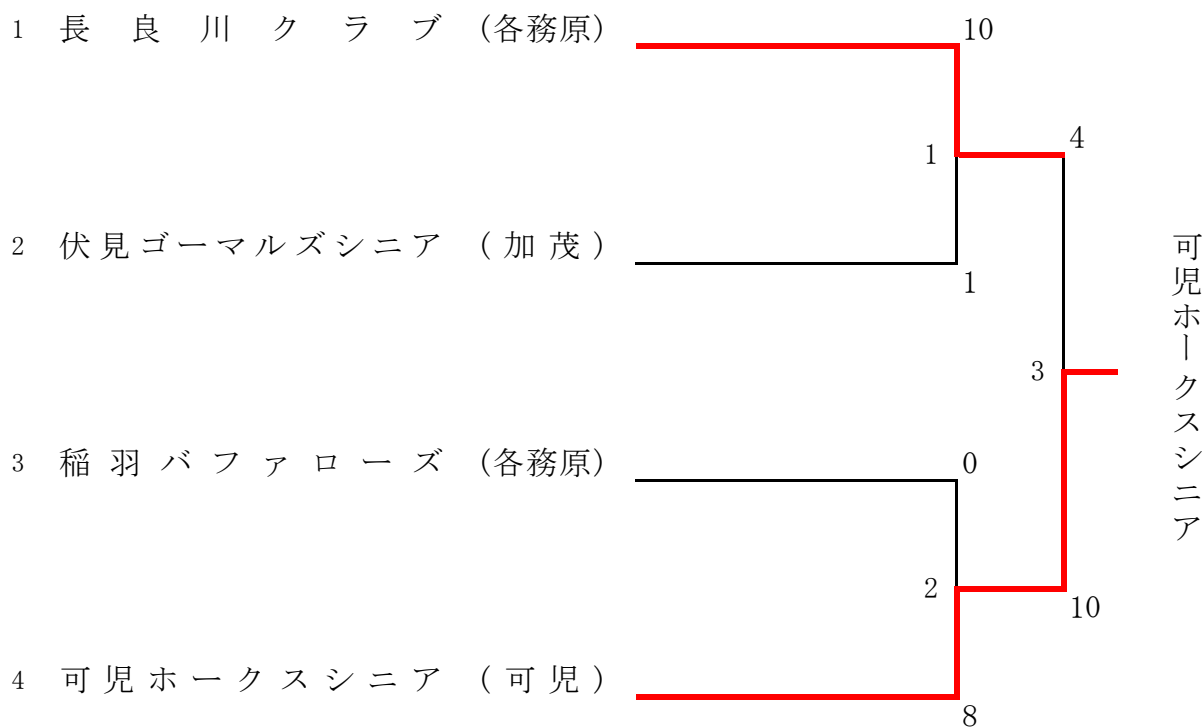 1 長良川クラブ (各務原)
10
1
4
2 伏見ゴーマルズシニア (加茂)
1
可児ホークスシニア
3
3 稲羽バファローズ (各務原)
0
2
10
4 可児ホークスシニア (可児)
8